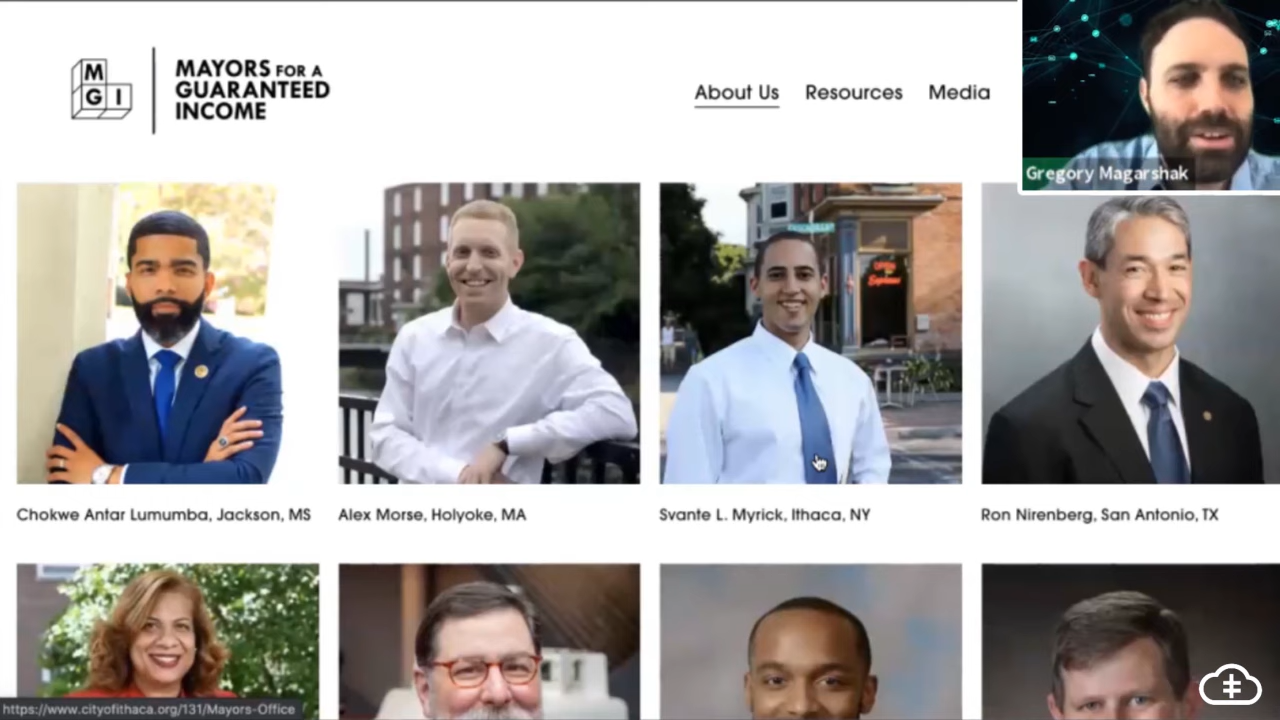 M
G I
MAYORS FOR A
GUARANTEED
INCOME
About Us
Resources
Media
Gregory Magarshak
Chokwe Antar Lumumba, Jackson, MS
Alex Morse, Holyoke, MA
Svante L. Myrick, Ithaca, NY
Ron Nirenberg, San Antonio, TX
https://www.cityofithaca.org/131/Mayors-Office